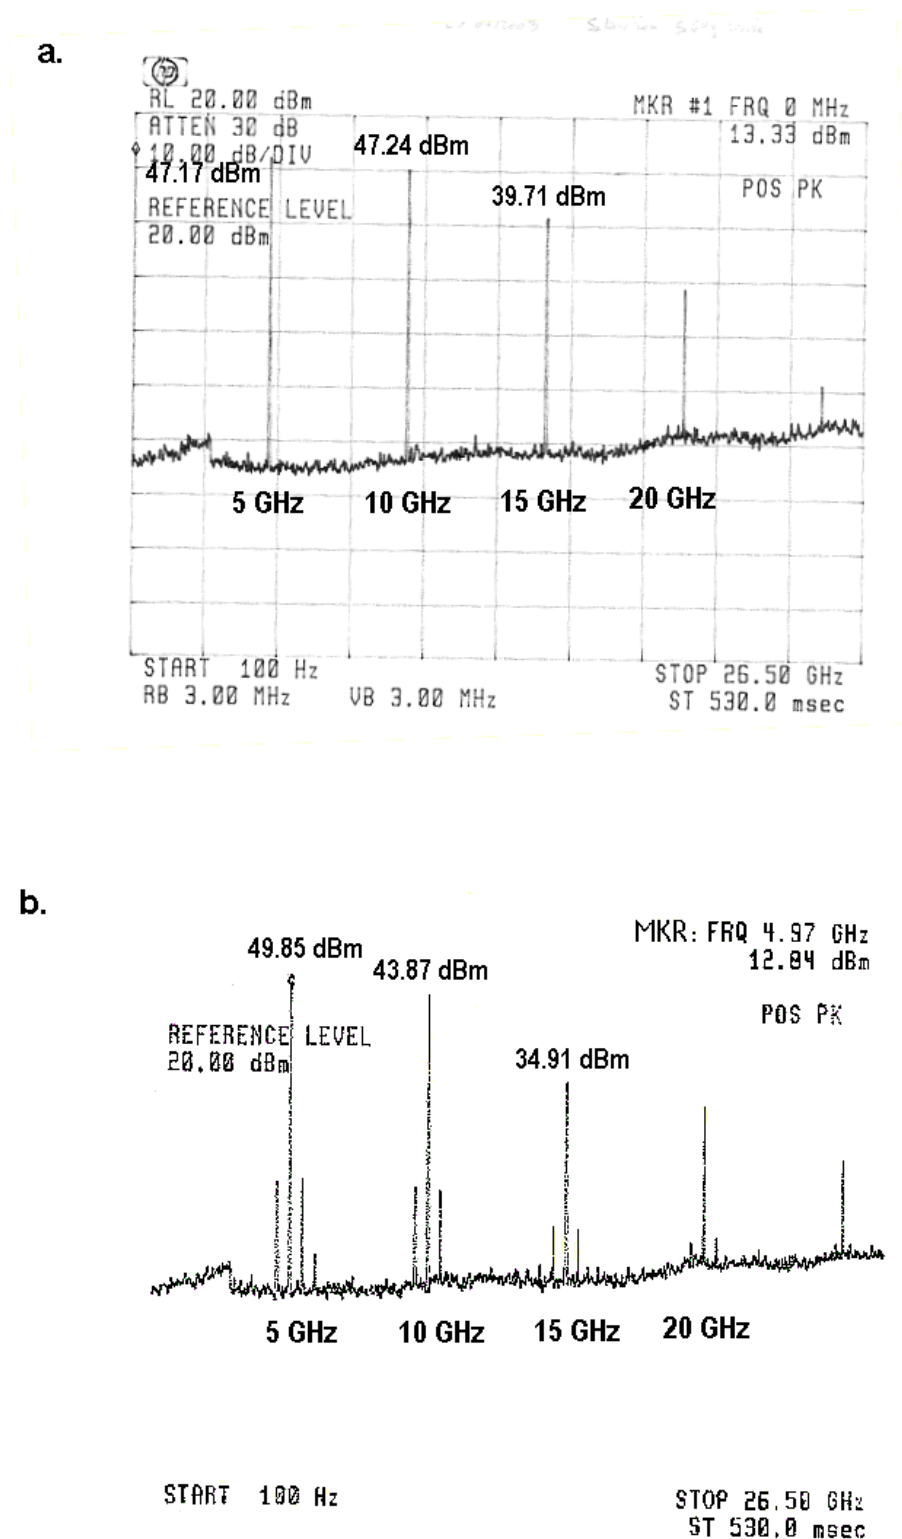 a.
hp
RL 20.00 dBm
MKR #1 FRQ 0 MHz
ATTEN 30 dB
13.33 dBm
10.00 dB/DIV
47.24 dBm
47.17 dBm
39.71 dBm
POS PK
REFERENCE LEVEL
20.00 dBm
5 GHz 10 GHz 15 GHz 20 GHz
START 100 Hz
STOP 26.50 GHz
RB 3.00 MHz VB 3.00 MHz
ST 530.0 msec
b.
49.85 dBm
MKR: FRQ 4.97 GHz
12.84 dBm
43.87 dBm
POS PK
REFERENCE LEVEL
20.00 dBm
34.91 dBm
5 GHz 10 GHz 15 GHz 20 GHz
START 100 Hz
STOP 26.50 GHz
ST 530.0 msec